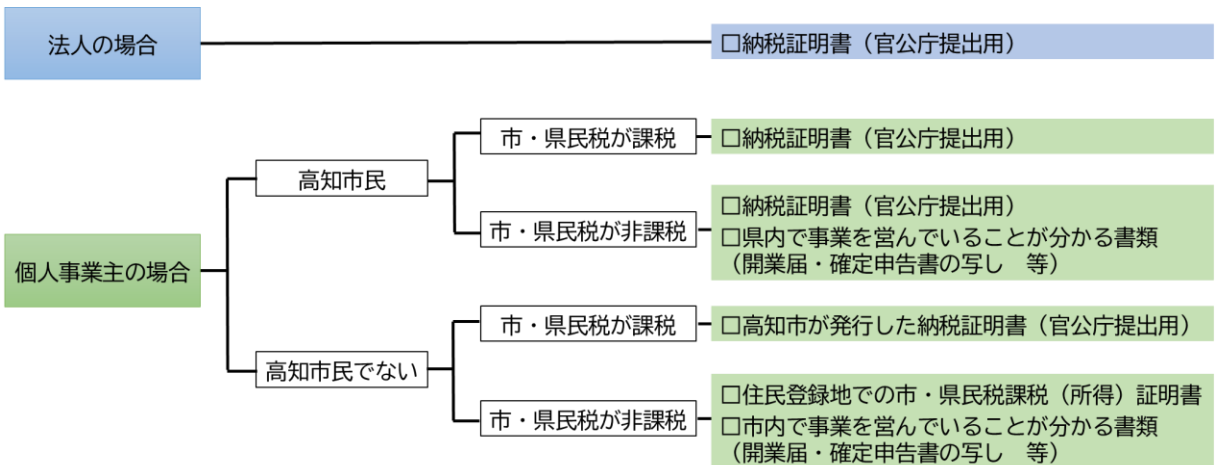 法人の場合
□納税証明書（官公庁提出用）
個人事業主の場合
高知市民
市・県民税が課税
□納税証明書（官公庁提出用）
市・県民税が非課税
□納税証明書（官公庁提出用）
□県内で事業を営んでいることが分かる書類
（開業届・確定申告書の写し　等）
高知市民でない
市・県民税が課税
□高知市が発行した納税証明書（官公庁提出用）
市・県民税が非課税
□住民登録地での市・県民税課税（所得）証明書
□市内で事業を営んでいることが分かる書類
（開業届・確定申告書の写し　等）